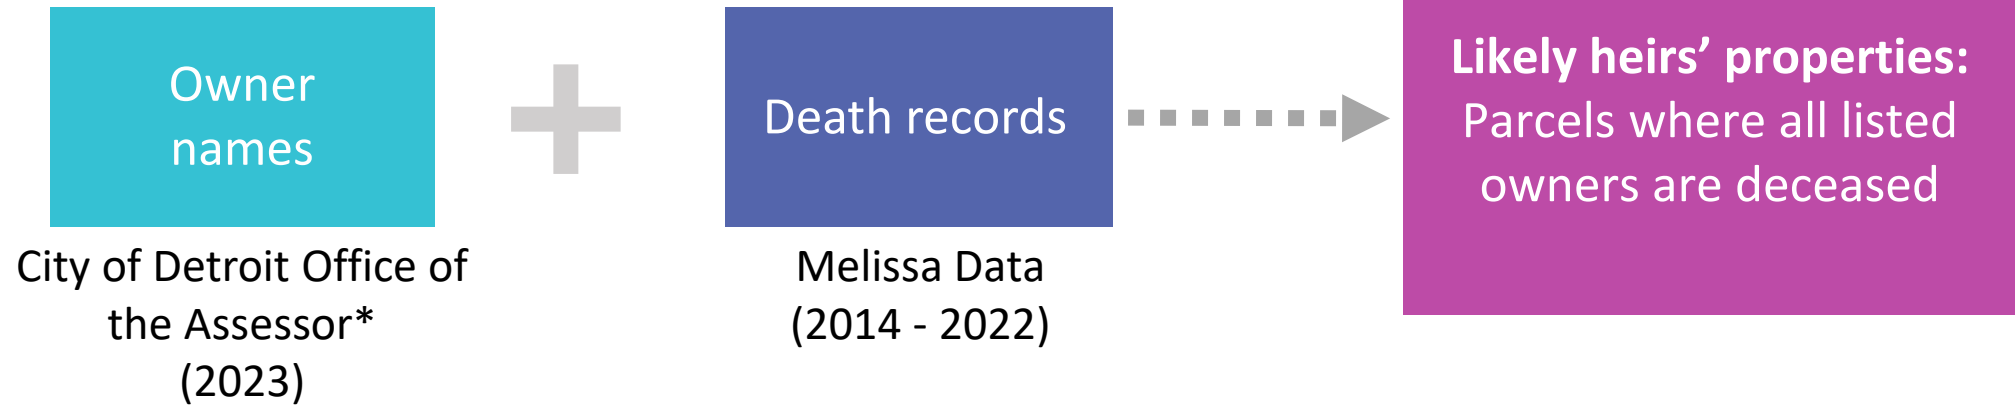 Owner
names
City of Detroit Office of
the Assessor*
(2023)
Death records
Melissa Data
(2014 - 2022)
Likely heirs’ properties:
Parcels where all listed
owners are deceased